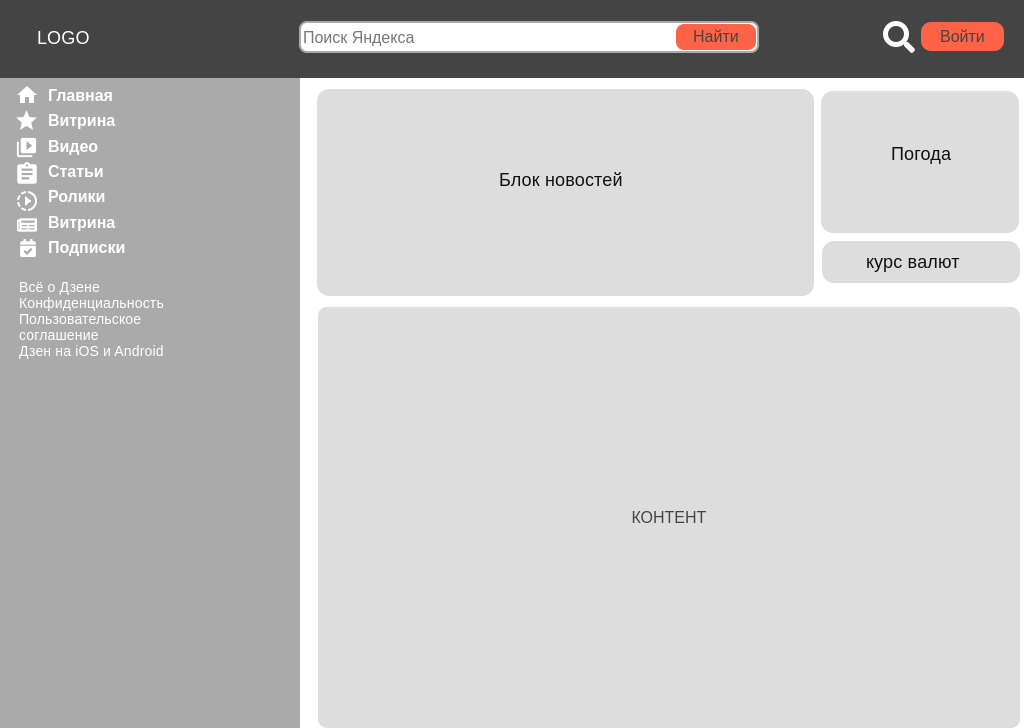 LOGO
Поиск Яндекса
Найти
Войти
Главная
Витрина
Видео
Статьи
Ролики
Витрина
Подписки
Всё о Дзене
Конфиденциальность
Пользовательское
соглашение
Дзен на iOS и Android
Блок новостей
Погода
курс валют
КОНТЕНТ